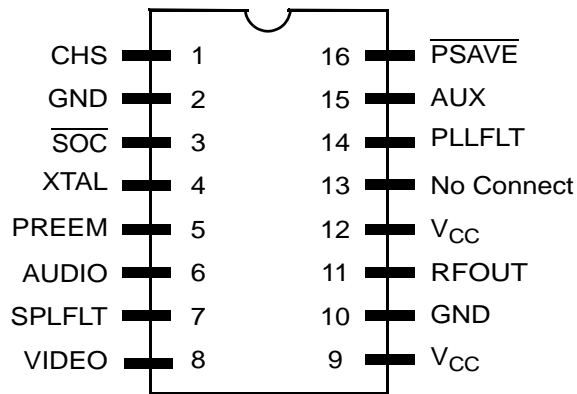 CHS 1 16 PSAVE
GND 2 15 AUX
SOC 3 14 PLLFLT
XTAL 4 13 No Connect
PREEM 5 12 VCC
AUDIO 6 11 RFOUT
SPLFLT 7 10 GND
VIDEO 8 9 VCC